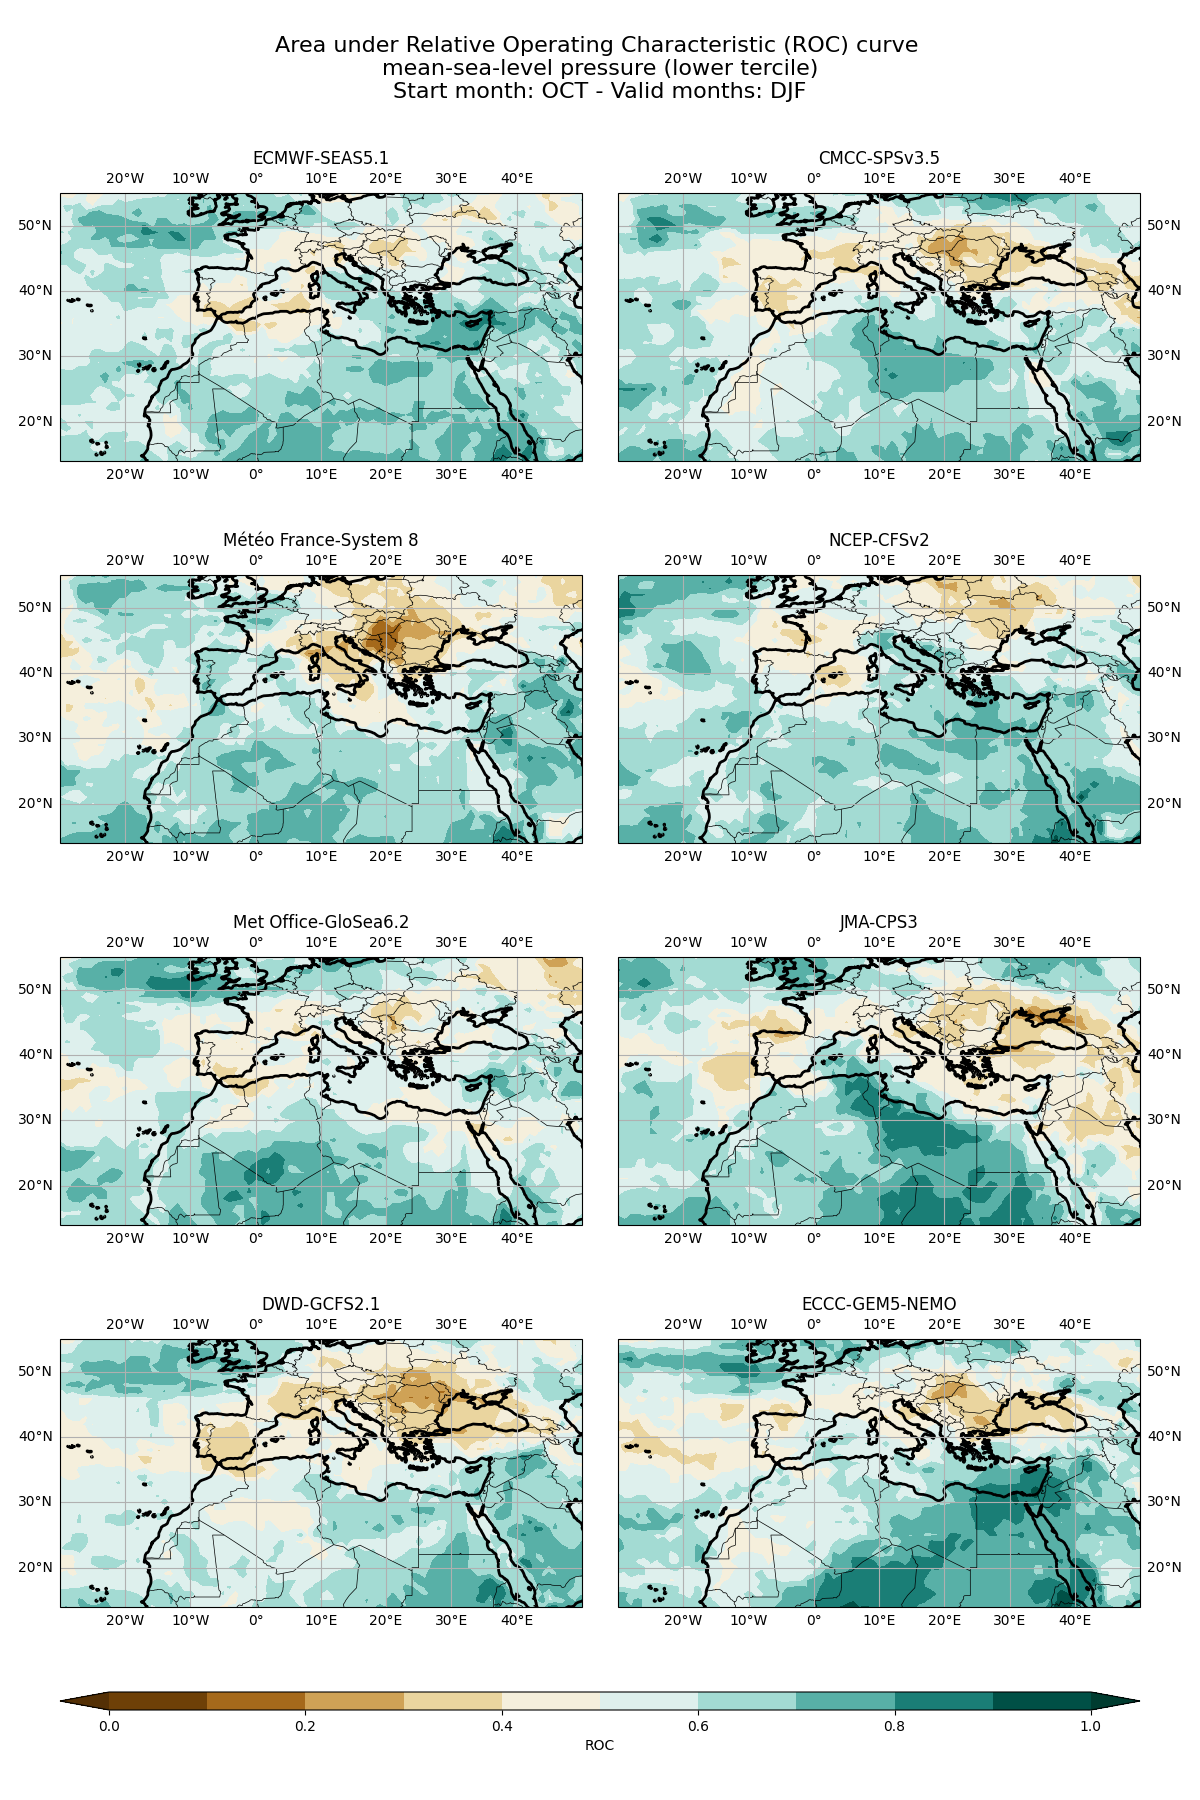 Area under Relative Operating Characteristic (ROC) curve
mean-sea-level pressure (lower tercile)
Start month: OCT - Valid months: DJF
ECMWF-SEAS5.1
20°W 10°W 0° 10°E 20°E 30°E 40°E
50°N
40°N
30°N
20°N
20°W 10°W 0° 10°E 20°E 30°E 40°E
CMCC-SPSv3.5
20°W 10°W 0° 10°E 20°E 30°E 40°E
50°N
40°N
30°N
20°N
20°W 10°W 0° 10°E 20°E 30°E 40°E
Météo France-System 8
20°W 10°W 0° 10°E 20°E 30°E 40°E
50°N
40°N
30°N
20°N
20°W 10°W 0° 10°E 20°E 30°E 40°E
NCEP-CFSv2
20°W 10°W 0° 10°E 20°E 30°E 40°E
50°N
40°N
30°N
20°N
20°W 10°W 0° 10°E 20°E 30°E 40°E
Met Office-GloSea6.2
20°W 10°W 0° 10°E 20°E 30°E 40°E
50°N
40°N
30°N
20°N
20°W 10°W 0° 10°E 20°E 30°E 40°E
JMA-CPS3
20°W 10°W 0° 10°E 20°E 30°E 40°E
50°N
40°N
30°N
20°N
20°W 10°W 0° 10°E 20°E 30°E 40°E
DWD-GCFS2.1
20°W 10°W 0° 10°E 20°E 30°E 40°E
50°N
40°N
30°N
20°N
20°W 10°W 0° 10°E 20°E 30°E 40°E
ECCC-GEM5-NEMO
20°W 10°W 0° 10°E 20°E 30°E 40°E
50°N
40°N
30°N
20°N
20°W 10°W 0° 10°E 20°E 30°E 40°E
0.0 0.2 0.4 0.6 0.8 1.0
ROC